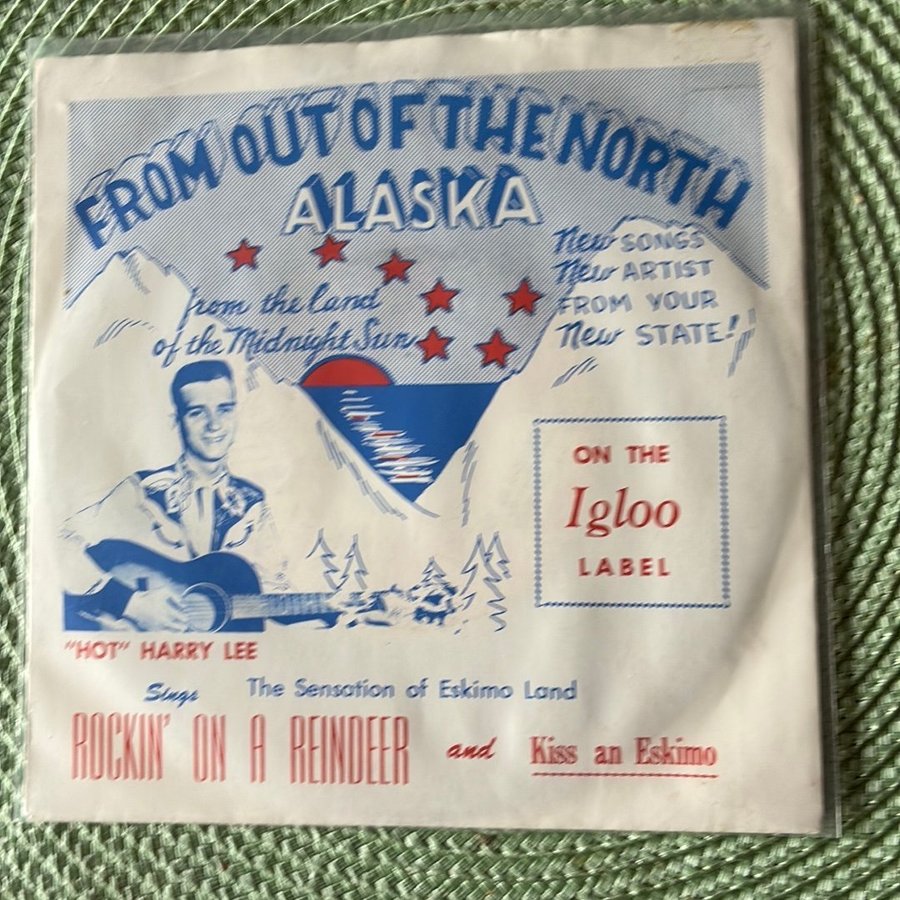 FROM OUT OF THE NORTH
ALASKA
New SONGS
New ARTIST
FROM YOUR
New STATE!
from the land
of the Midnight Sun
ON THE
Igloo
LABEL
"HOT" HARRY LEE
Sings The Sensation of Eskimo Land
ROCKIN' ON A REINDEER and Kiss an Eskimo